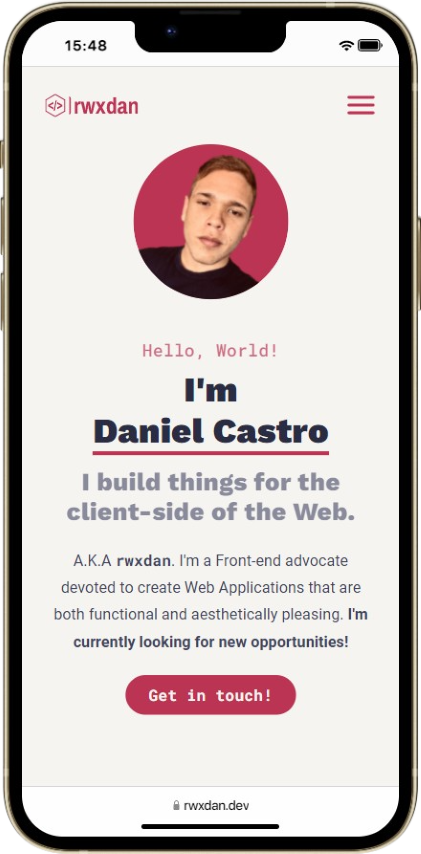 15:48
</> rwxdan
Hello, World!
I'm
Daniel Castro
I build things for the
client-side of the Web.
A.K.A rwxdan. I'm a Front-end advocate
devoted to create Web Applications that are
both functional and aesthetically pleasing. I'm
currently looking for new opportunities!
Get in touch!
rwxdan.dev